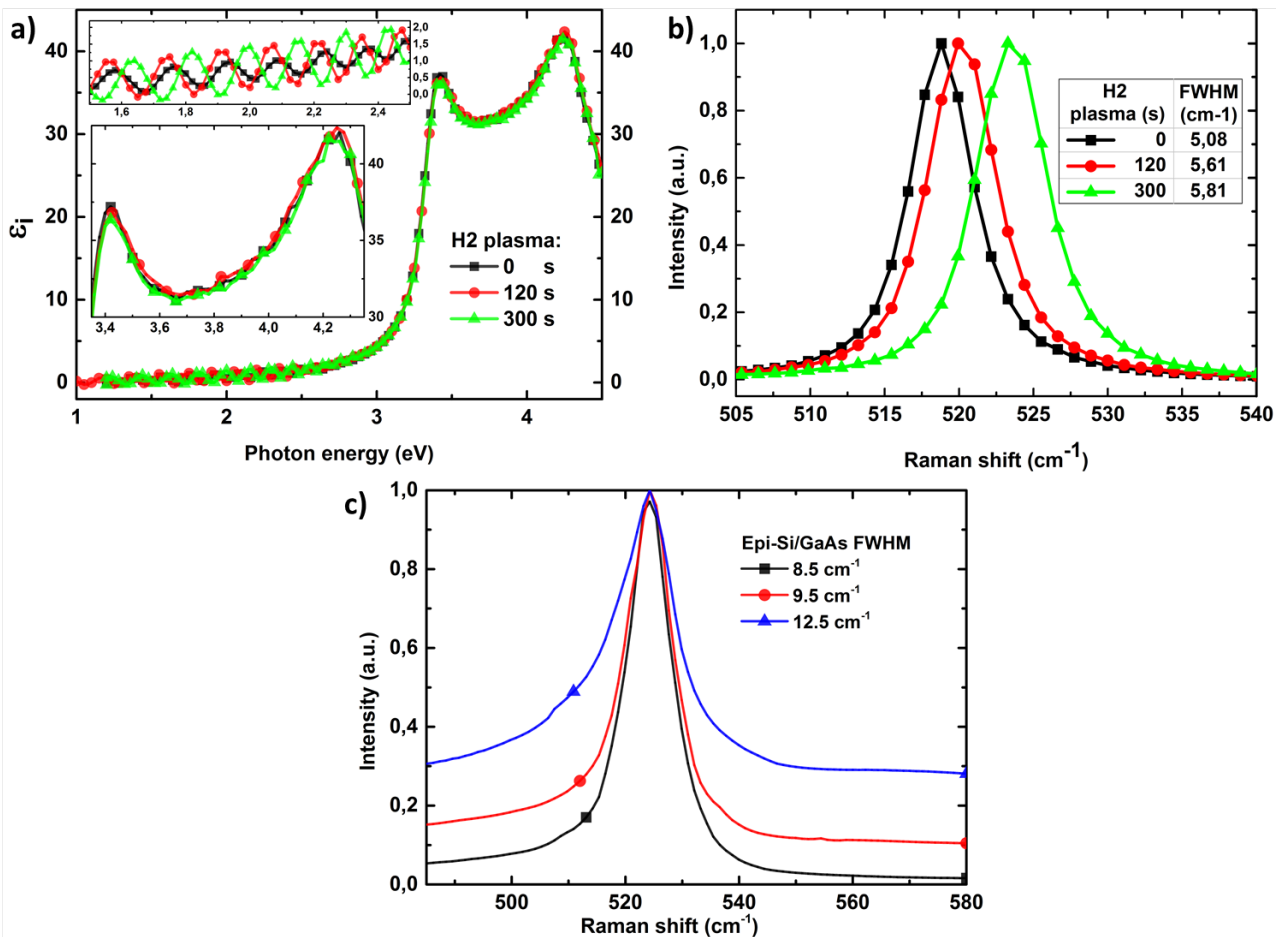 a)
2,0
1,5
1,0
0,5
0,0
1,6 1,8 2,0 2,2 2,4
40
35
30
3,4 3,6 3,8 4,0 4,2
H2 plasma:
0 s
120 s
300 s
εi
40
30
20
10
0
40
30
20
10
0
1 2 3 4
Photon energy (eV)
b)
H2 plasma (s) FWHM (cm-1)
0 5,08
120 5,61
300 5,81
Intensity (a.u.)
1,0
0,8
0,6
0,4
0,2
0,0
505 510 515 520 525 530 535 540
Raman shift (cm-1)
c)
Epi-Si/GaAs FWHM
8.5 cm-1
9.5 cm-1
12.5 cm-1
Intensity (a.u.)
1,0
0,8
0,6
0,4
0,2
0,0
500 520 540 560 580
Raman shift (cm-1)